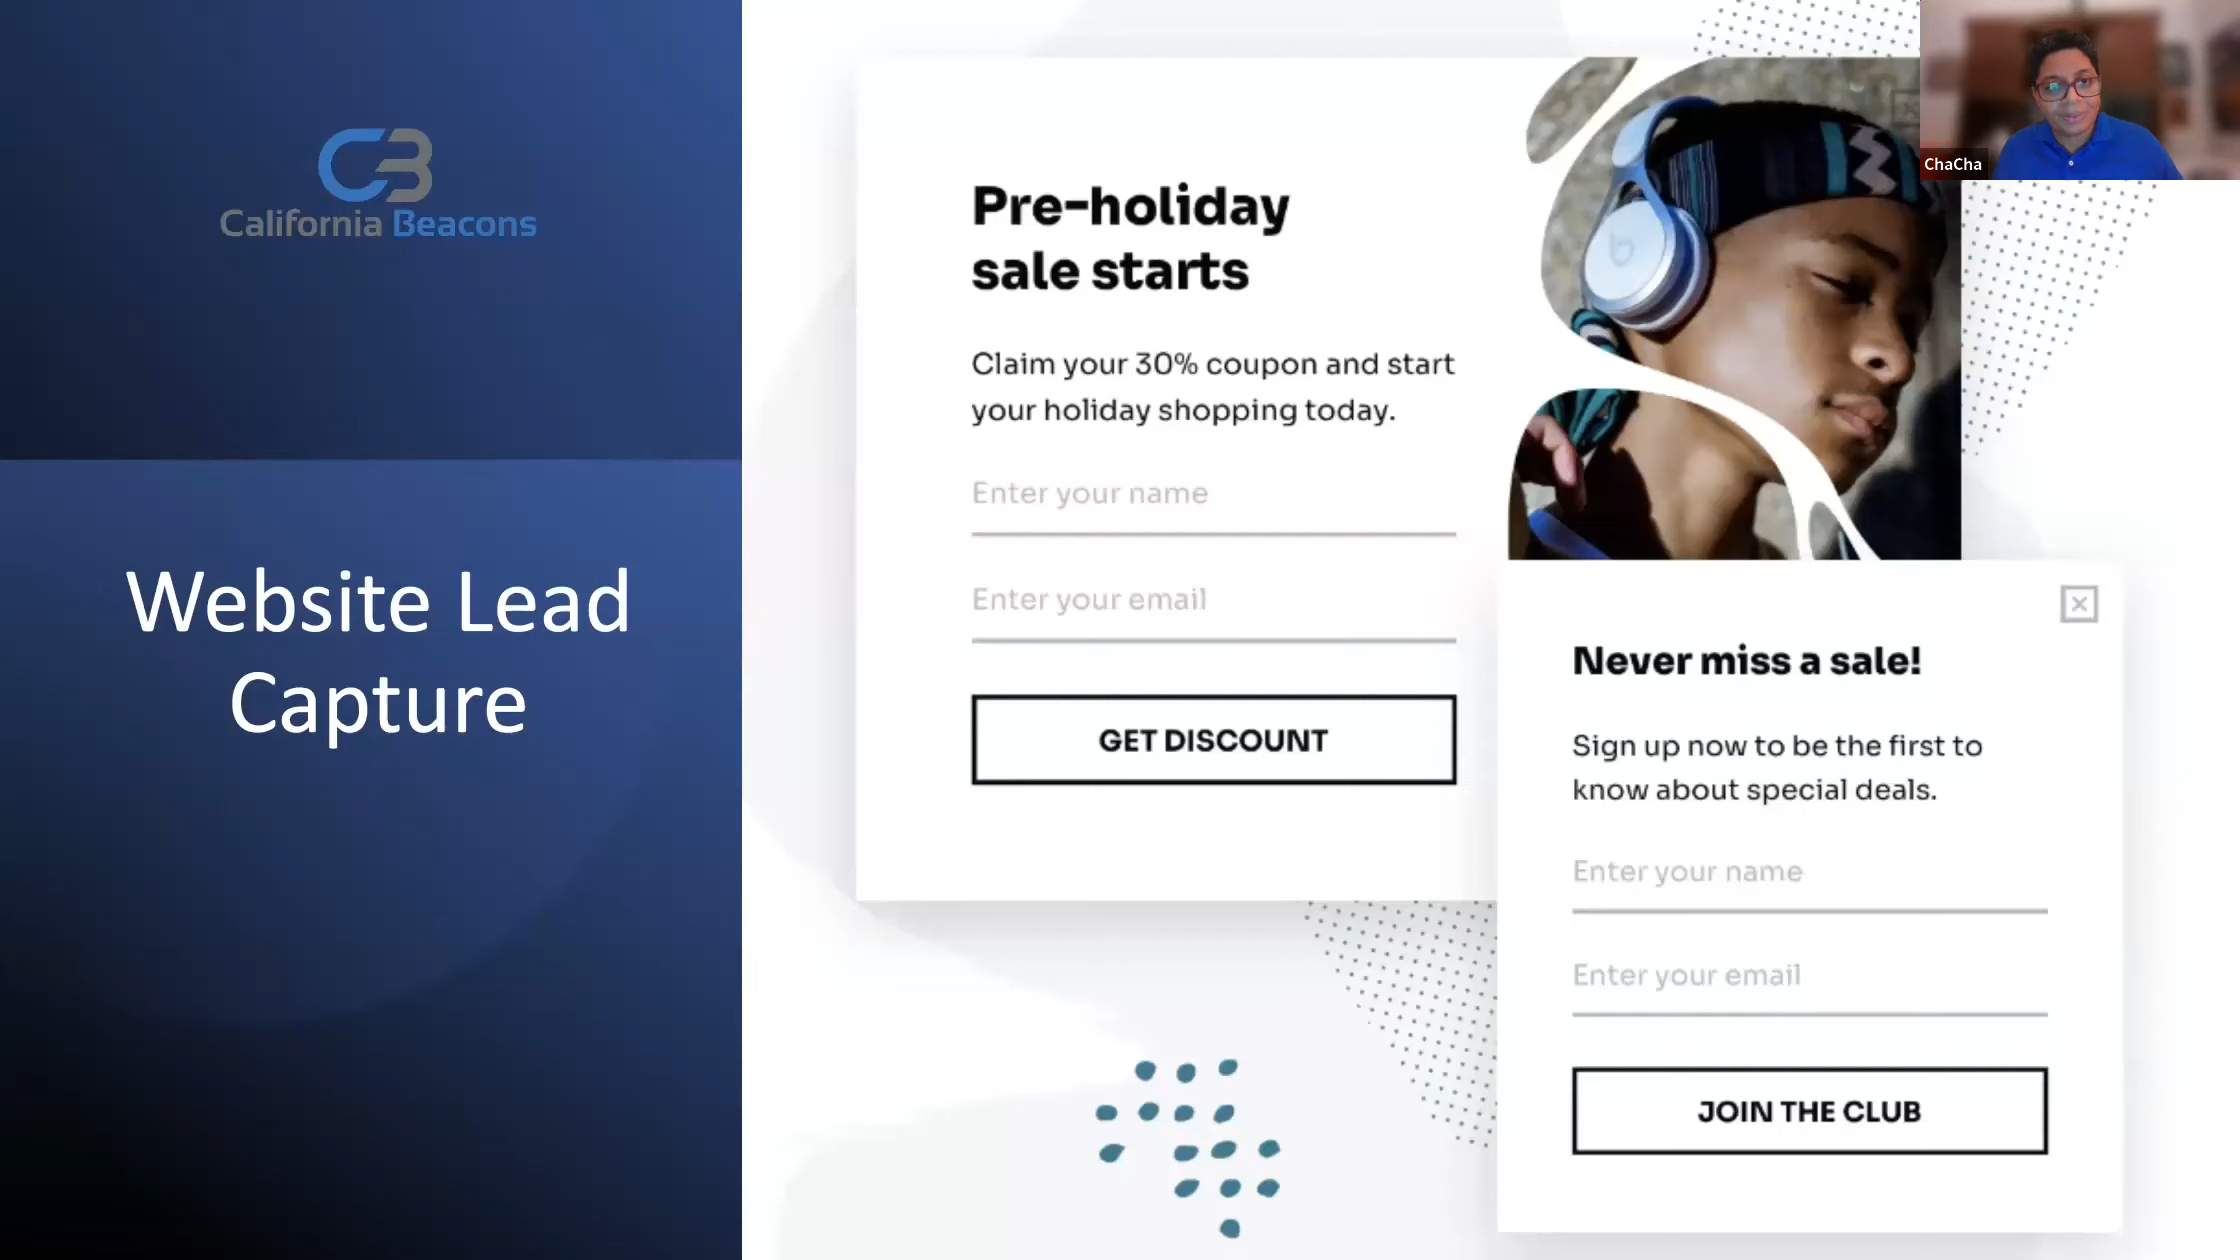 CB
California Beacons
Website Lead
Capture
Pre-holiday
sale starts
Claim your 30% coupon and start
your holiday shopping today.
Enter your name
Enter your email
GET DISCOUNT
b
ChaCha
Never miss a sale!
Sign up now to be the first to
know about special deals.
Enter your name
Enter your email
JOIN THE CLUB